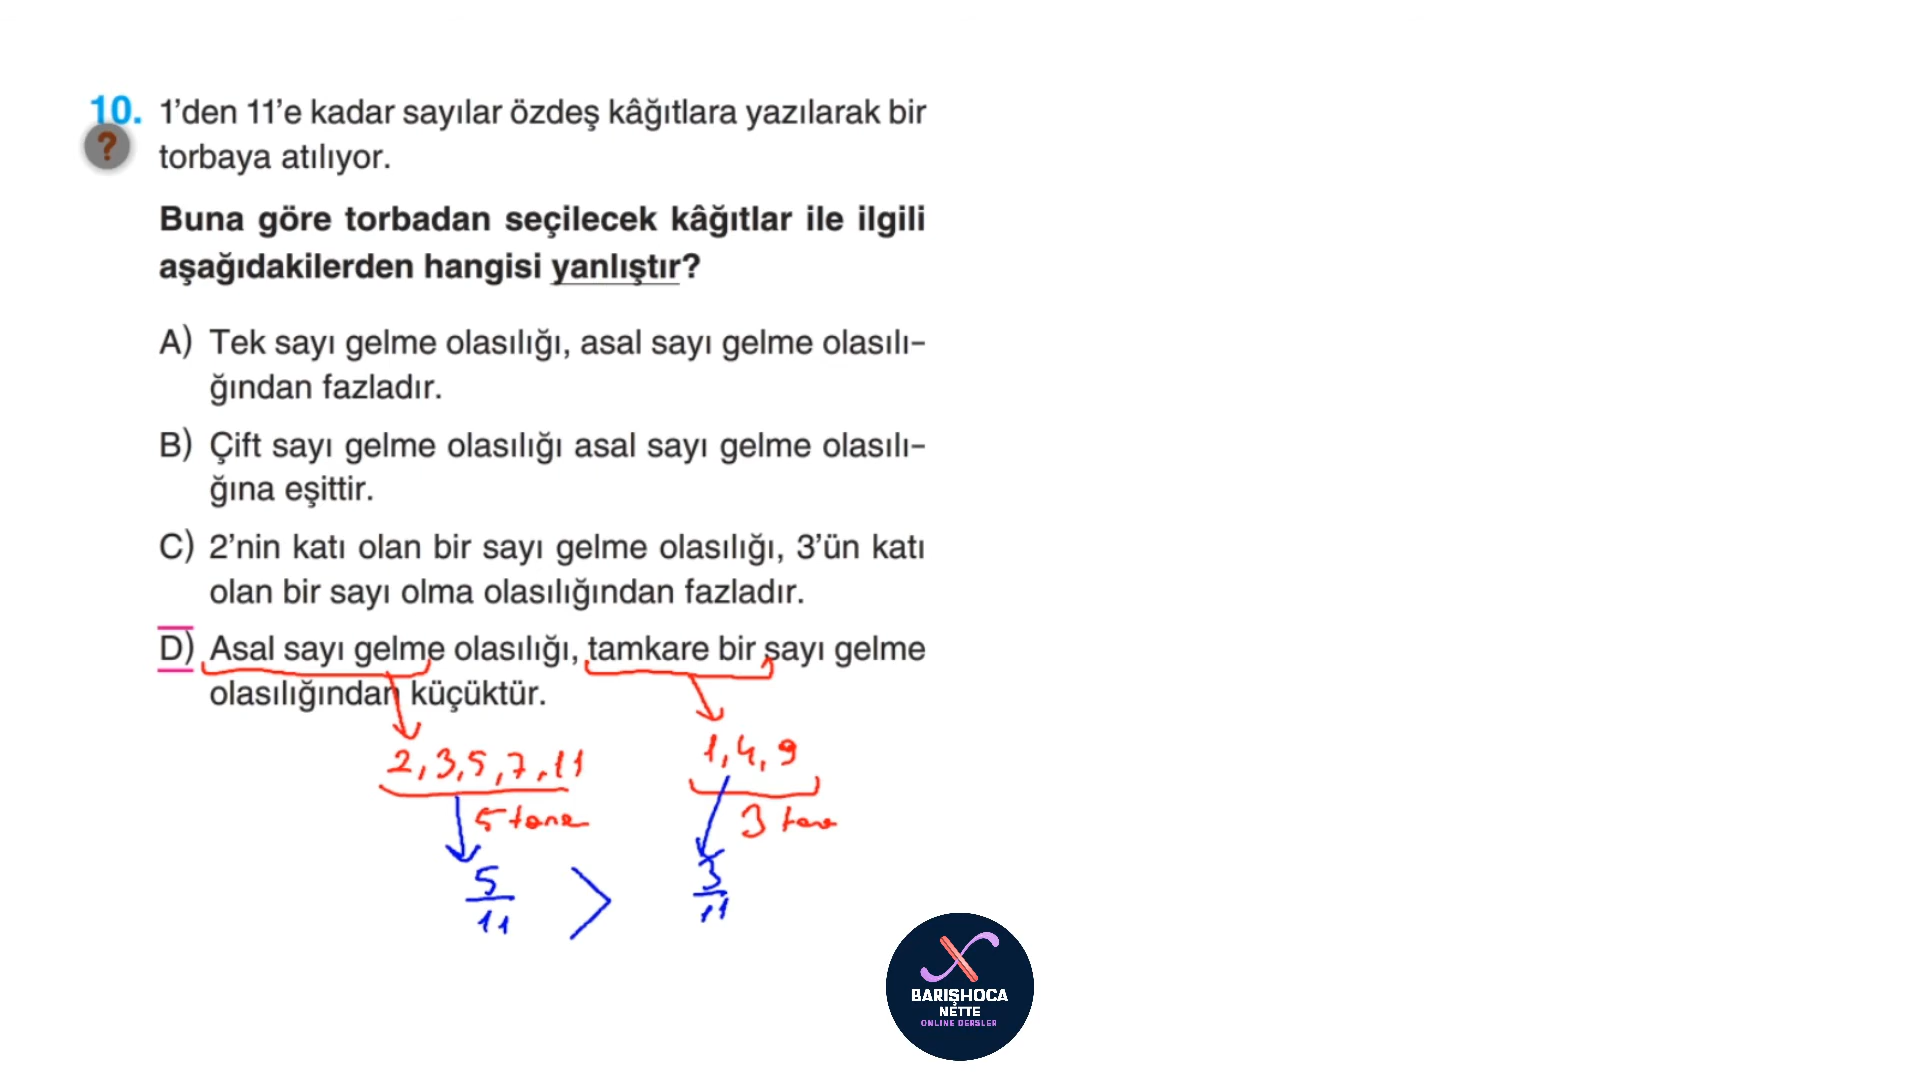 10. 1'den 11'e kadar sayılar özdeş kâğıtlara yazılarak bir
?
torbaya atılıyor.
Buna göre torbadan seçilecek kâğıtlar ile ilgili
aşağıdakilerden hangisi yanlıştır?
A) Tek sayı gelme olasılığı, asal sayı gelme olasılı-
ğından fazladır.
B) Çift sayı gelme olasılığı asal sayı gelme olasılı-
ğına eşittir.
C) 2'nin katı olan bir sayı gelme olasılığı, 3'ün katı
olan bir sayı olma olasılığından fazladır.
D) Asal sayı gelme olasılığı, tamkare bir sayı gelme
olasılığından küçüktür.
2, 3, 5, 7, 11 1, 4, 9
5 tane 3 tane
5/11 > 3/11
BARIŞHOCA
NETTE
ONLINE DERSLER